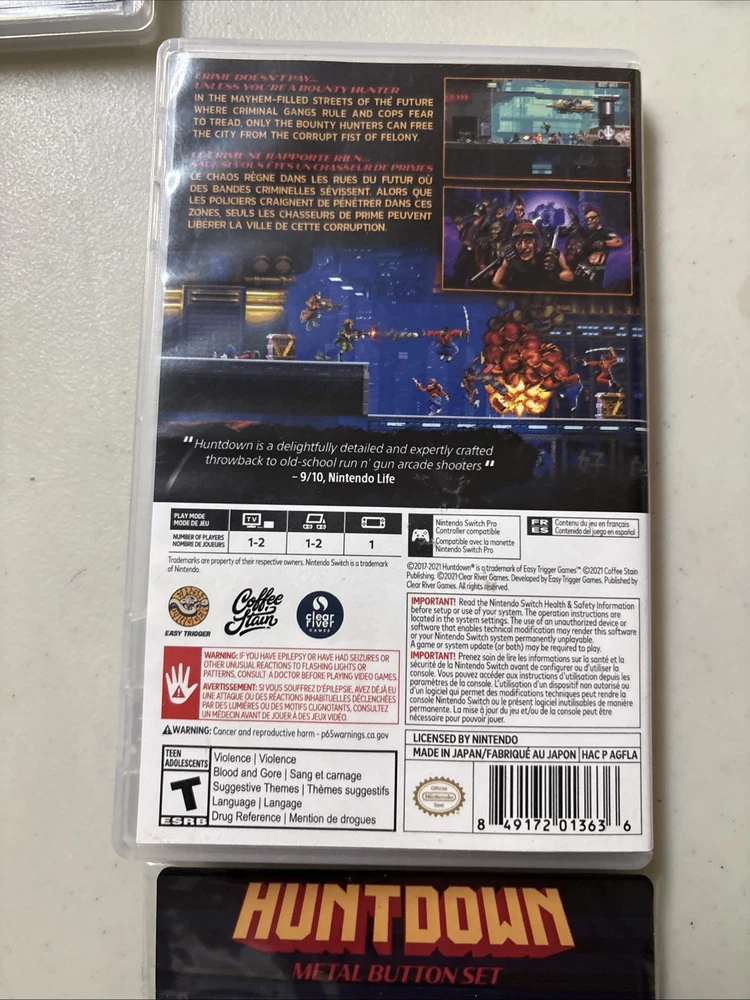 CRIME DOESN'T PAY...
UNLESS YOU'RE A BOUNTY HUNTER
IN THE MAYHEM-FILLED STREETS OF THE FUTURE
WHERE CRIMINAL GANGS RULE AND COPS FEAR
TO TREAD, ONLY THE BOUNTY HUNTERS CAN FREE
THE CITY FROM THE CORRUPT FIST OF FELONY.
LE CRIME NE RAPPORTE RIEN...
SAUF SI VOUS ÊTES UN CHASSEUR DE PRIMES
LE CHAOS RÈGNE DANS LES RUES DU FUTUR OÙ
DES BANDES CRIMINELLES SÉVISSENT. ALORS QUE
LES POLICIERS CRAIGNENT DE PÉNÉTRER DANS CES
ZONES, SEULS LES CHASSEURS DE PRIME PEUVENT
LIBÉRER LA VILLE DE CETTE CORRUPTION.
"Huntdown is a delightfully detailed and expertly crafted
throwback to old-school run n' gun arcade shooters"
– 9/10, Nintendo Life
PLAY MODE
MODE DE JEU
TV
NUMBER OF PLAYERS
NOMBRE DE JOUEURS
1-2
1-2
1
Trademarks are property of their respective owners. Nintendo Switch is a trademark
of Nintendo.
Nintendo Switch Pro
Controller compatible
Compatible avec la manette
Nintendo Switch Pro
FR
ES
Contenu du jeu en français
Contenido del juego en español
©2017-2021 Huntdown® is a trademark of Easy Trigger Games™ ©2021 Coffee Stain
Publishing. ©2021 Clear River Games. Developed by Easy Trigger Games. Published by
Clear River Games. All rights reserved.
EASY TRIGGER
Coffee
Stain
clear
river
GAMES
WARNING: IF YOU HAVE EPILEPSY OR HAVE HAD SEIZURES OR
OTHER UNUSUAL REACTIONS TO FLASHING LIGHTS OR
PATTERNS, CONSULT A DOCTOR BEFORE PLAYING VIDEO GAMES.
AVERTISSEMENT: SI VOUS SOUFFREZ D'ÉPILEPSIE, AVEZ DÉJÀ EU
UNE ATTAQUE OU DES RÉACTIONS INHABITUELLES DÉCLENCHÉES
PAR DES LUMIÈRES OU DES MOTIFS CLIGNOTANTS, CONSULTEZ
UN MÉDECIN AVANT DE JOUER À DES JEUX VIDÉO.
WARNING: Cancer and reproductive harm - p65warnings.ca.gov
IMPORTANT! Read the Nintendo Switch Health & Safety Information
before setup or use of your system. The operation instructions are
located in the system settings. The use of an unauthorized device or
software that enables technical modification may render this software
or your Nintendo Switch system permanently unplayable.
A game or system update (or both) may be required to play.
IMPORTANT! Prenez soin de lire les informations sur la santé et la
sécurité de la Nintendo Switch avant de configurer ou d'utiliser la
console. Vous pouvez accéder aux instructions d'utilisation depuis les
paramètres de la console. L'utilisation d'un dispositif non autorisé ou
d'un logiciel qui permet des modifications techniques peut rendre la
console Nintendo Switch ou le présent logiciel inutilisables de manière
permanente. La mise à jour du jeu et/ou de la console peut être
nécessaire pour pouvoir jouer.
TEEN
ADOLESCENTS
T
ESRB
Violence | Violence
Blood and Gore | Sang et carnage
Suggestive Themes | Thèmes suggestifs
Language | Langage
Drug Reference | Mention de drogues
LICENSED BY NINTENDO
MADE IN JAPAN/FABRIQUÉ AU JAPON HAC P AGFLA
Official
Nintendo
Seal
8 49172 01363 6
HUNTDOWN
METAL BUTTON SET